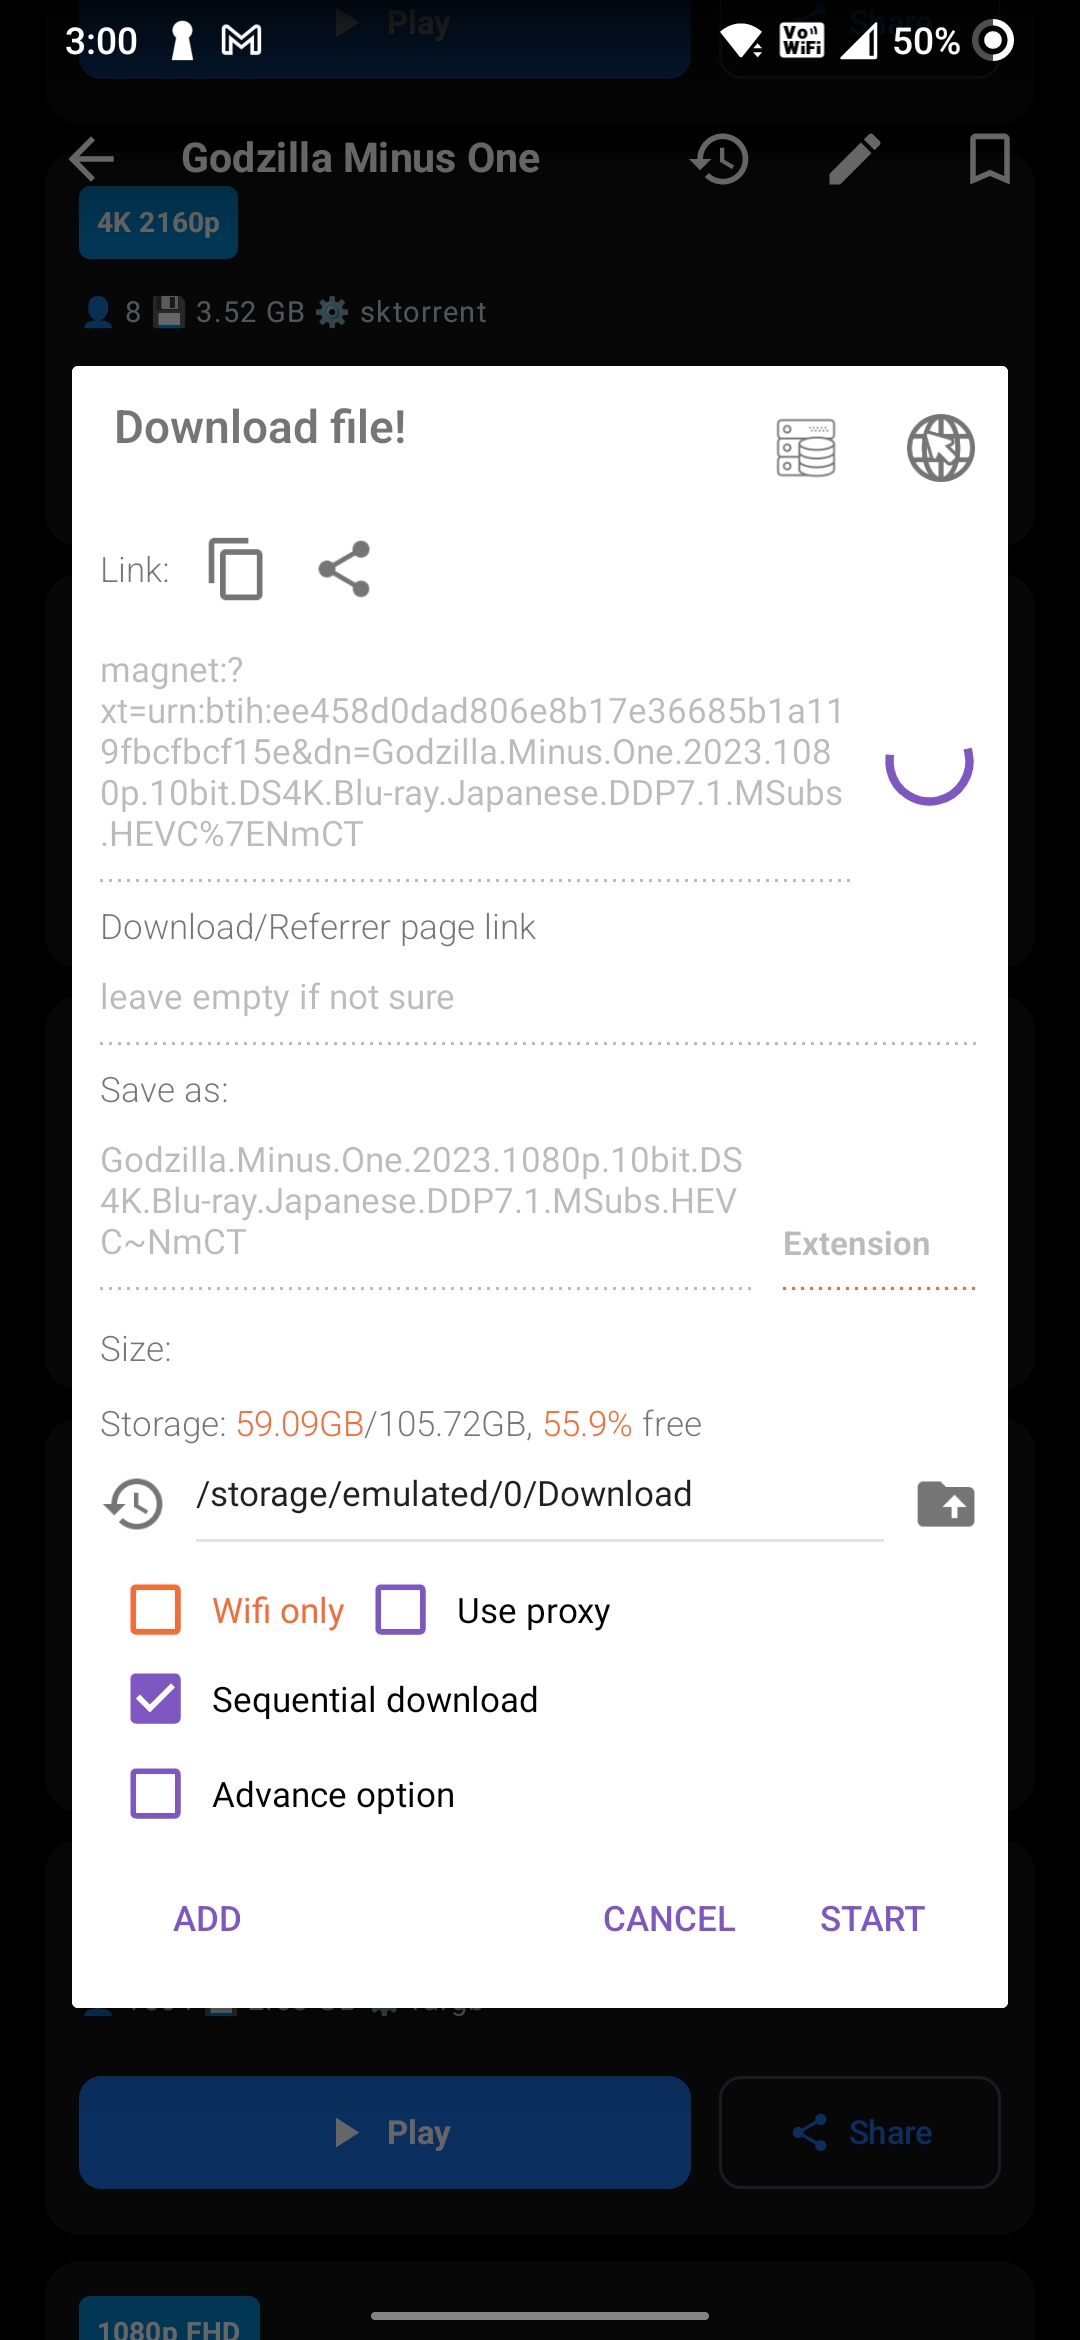 Play
Share
3:00
Vo
WiFi
50%
Godzilla Minus One
4K 2160p
8 3.52 GB sktorrent
Download file!
Link:
magnet:?
xt=urn:btih:ee458d0dad806e8b17e36685b1a11
9fbcfbcf15e&dn=Godzilla.Minus.One.2023.108
0p.10bit.DS4K.Blu-ray.Japanese.DDP7.1.MSubs
.HEVC%7ENmCT
Download/Referrer page link
leave empty if not sure
Save as:
Godzilla.Minus.One.2023.1080p.10bit.DS
4K.Blu-ray.Japanese.DDP7.1.MSubs.HEV
C~NmCT
Extension
Size:
Storage: 59.09GB/105.72GB, 55.9% free
/storage/emulated/0/Download
Wifi only
Use proxy
Sequential download
Advance option
ADD
CANCEL
START
Play
Share
1080p FHD